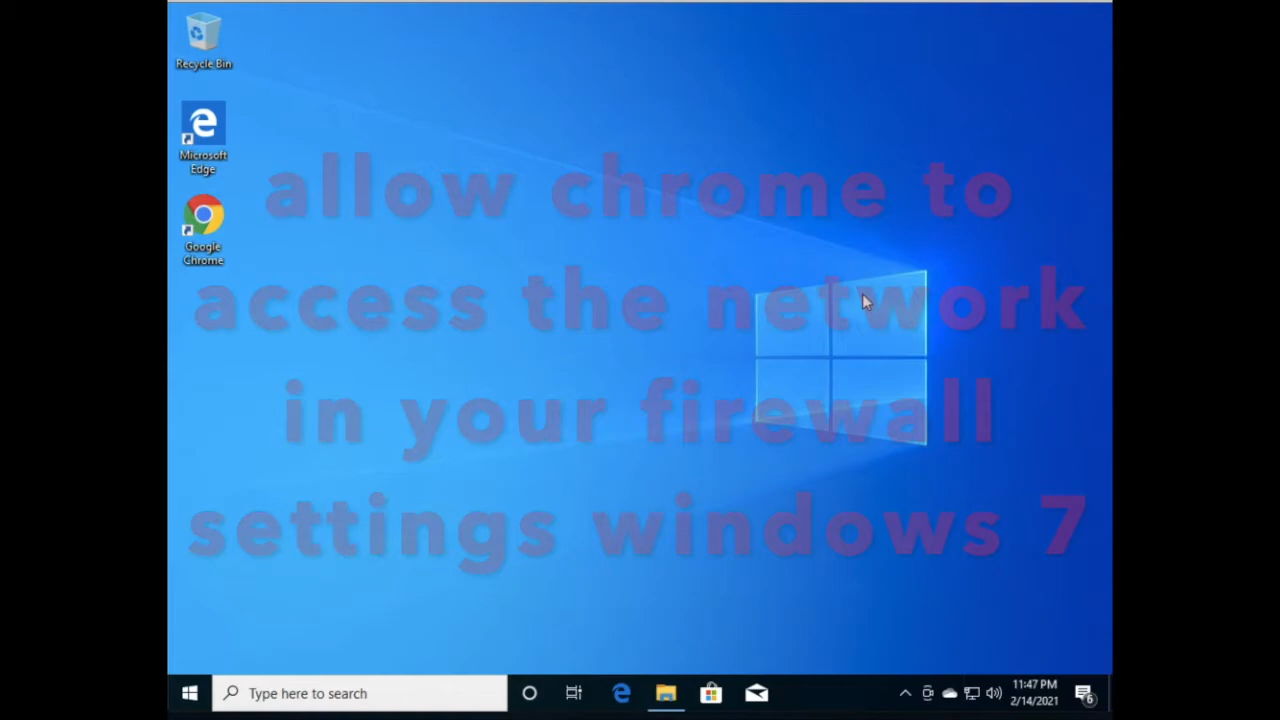 Recycle Bin
Microsoft
Edge
Google
Chrome
allow chrome to
access the network
in your firewall
settings windows 7
Type here to search
11:47 PM
2/14/2021
6